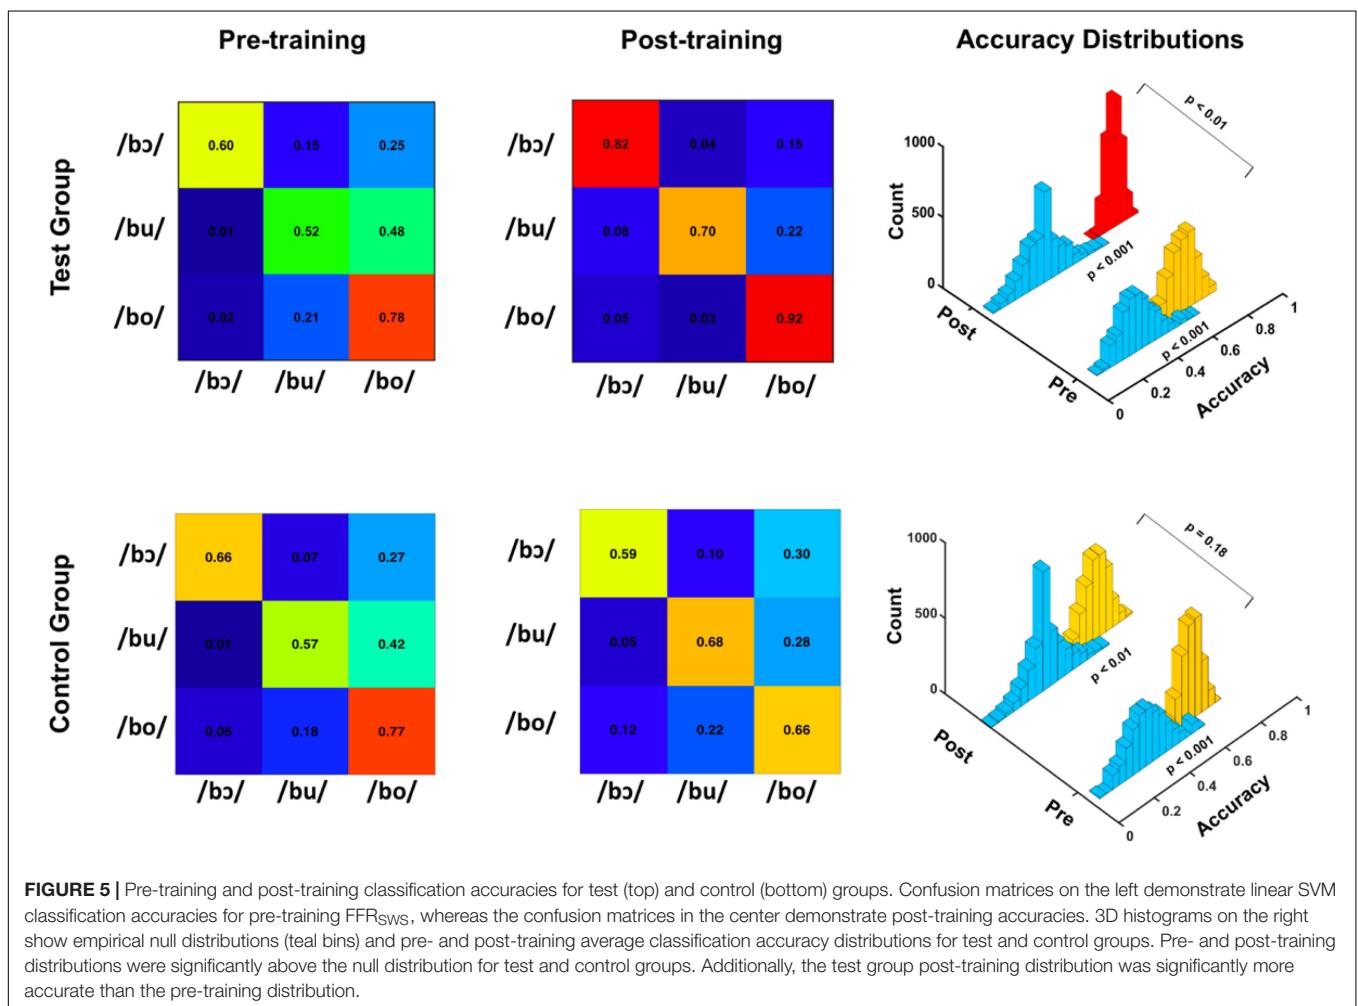 Pre-training
Post-training
Accuracy Distributions
Test Group
/bɔ/ 0.60 0.15 0.25
/bu/ 0.01 0.52 0.48
/bo/ 0.02 0.21 0.78
/bɔ/ /bu/ /bo/
/bɔ/ 0.82 0.04 0.15
/bu/ 0.08 0.70 0.22
/bo/ 0.05 0.03 0.92
/bɔ/ /bu/ /bo/
p < 0.01
1000
Count
500
0
p < 0.001
p < 0.001
Post
Pre
0 0.2 0.4 0.6 0.8 1
Accuracy
Control Group
/bɔ/ 0.66 0.07 0.27
/bu/ 0.01 0.57 0.42
/bo/ 0.05 0.18 0.77
/bɔ/ /bu/ /bo/
/bɔ/ 0.59 0.10 0.30
/bu/ 0.05 0.68 0.28
/bo/ 0.12 0.22 0.66
/bɔ/ /bu/ /bo/
p = 0.18
1000
Count
500
0
p < 0.01
p < 0.001
Post
Pre
0 0.2 0.4 0.6 0.8 1
Accuracy
FIGURE 5 | Pre-training and post-training classification accuracies for test (top) and control (bottom) groups. Confusion matrices on the left demonstrate linear SVM
classification accuracies for pre-training FFRSWS, whereas the confusion matrices in the center demonstrate post-training accuracies. 3D histograms on the right
show empirical null distributions (teal bins) and pre- and post-training average classification accuracy distributions for test and control groups. Pre- and post-training
distributions were significantly above the null distribution for test and control groups. Additionally, the test group post-training distribution was significantly more
accurate than the pre-training distribution.